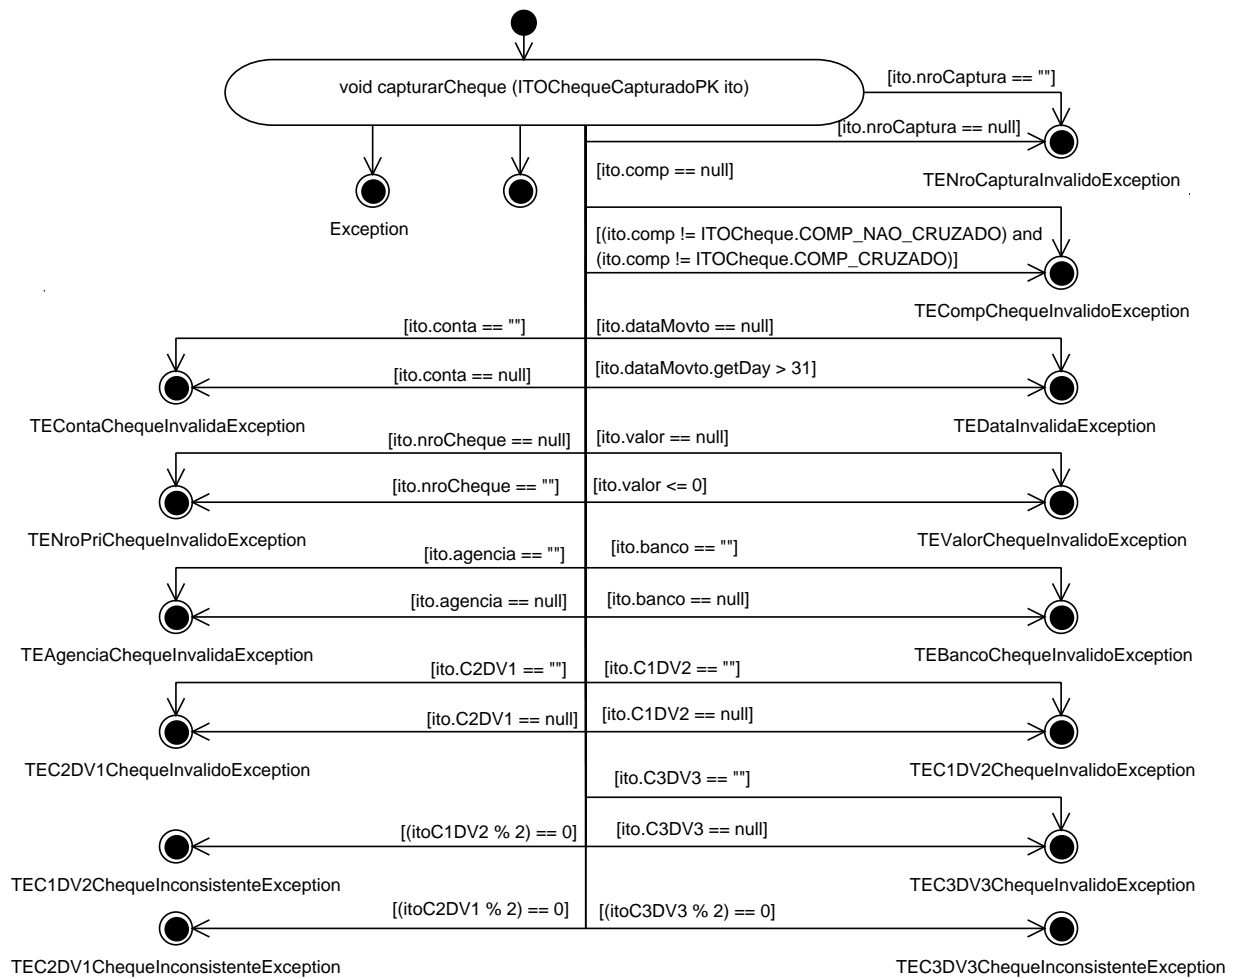 [ito.nroCaptura == ""]
void capturarCheque (ITOChequeCapturadoPK ito)
[ito.nroCaptura == null]
[ito.comp == null]
TENroCapturaInvalidoException
Exception
[(ito.comp != ITOCheque.COMP_NAO_CRUZADO) and
(ito.comp != ITOCheque.COMP_CRUZADO)]
TECompChequeInvalidoException
[ito.conta == ""]
[ito.dataMovto == null]
[ito.conta == null]
[ito.dataMovto.getDay > 31]
TEContaChequeInvalidaException
TEDataInvalidaException
[ito.nroCheque == null]
[ito.valor == null]
[ito.nroCheque == ""]
[ito.valor <= 0]
TENroPriChequeInvalidoException
TEValorChequeInvalidoException
[ito.agencia == ""]
[ito.banco == ""]
[ito.agencia == null]
[ito.banco == null]
TEAgenciaChequeInvalidaException
TEBancoChequeInvalidoException
[ito.C2DV1 == ""]
[ito.C1DV2 == ""]
[ito.C2DV1 == null]
[ito.C1DV2 == null]
TEC2DV1ChequeInvalidoException
TEC1DV2ChequeInvalidoException
[ito.C3DV3 == ""]
[(itoC1DV2 % 2) == 0]
[ito.C3DV3 == null]
TEC1DV2ChequeInconsistenteException
TEC3DV3ChequeInvalidoException
[(itoC2DV1 % 2) == 0]
[(itoC3DV3 % 2) == 0]
TEC2DV1ChequeInconsistenteException
TEC3DV3ChequeInconsistenteException